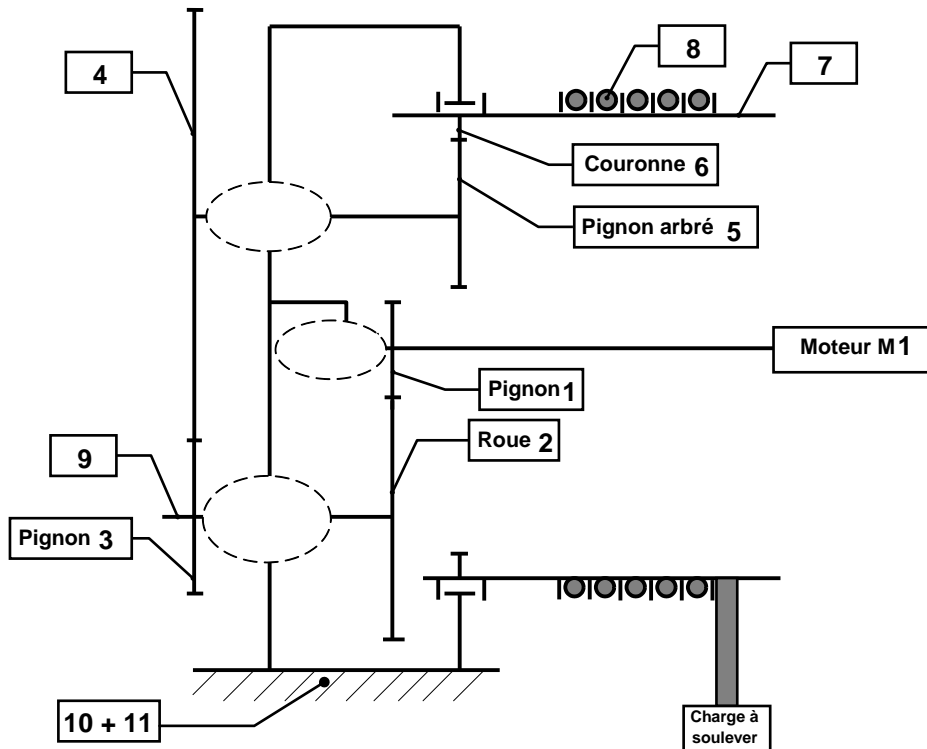 8
7
4
Couronne 6
Pignon arbré 5
Moteur M1
Pignon 1
Roue 2
9
Pignon 3
10 + 11
Charge à
soulever